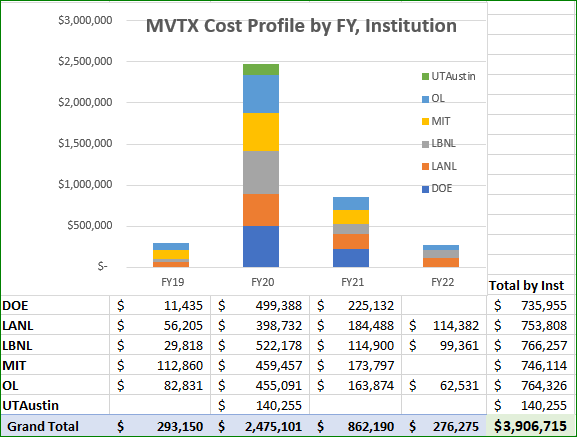 MVTX Cost Profile by FY, Institution
$3,000,000
$2,500,000
$2,000,000
$1,500,000
$1,000,000
$500,000
$-
UTAustin
OL
MIT
LBNL
LANL
DOE
FY19 FY20 FY21 FY22 Total by Inst
DOE $ 11,435 $ 499,388 $ 225,132 $ 735,955
LANL $ 56,205 $ 398,732 $ 184,488 $ 114,382 $ 753,808
LBNL $ 29,818 $ 522,178 $ 114,900 $ 99,361 $ 766,257
MIT $ 112,860 $ 459,457 $ 173,797 $ 746,114
OL $ 82,831 $ 455,091 $ 163,874 $ 62,531 $ 764,326
UTAustin $ 140,255 $ 140,255
Grand Total $ 293,150 $ 2,475,101 $ 862,190 $ 276,275 $3,906,715